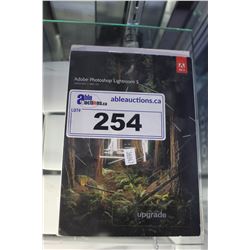 Adobe Photoshop Lightroom 5
able auctions.ca
ableauctions.ca
LOT#
254
upgrade